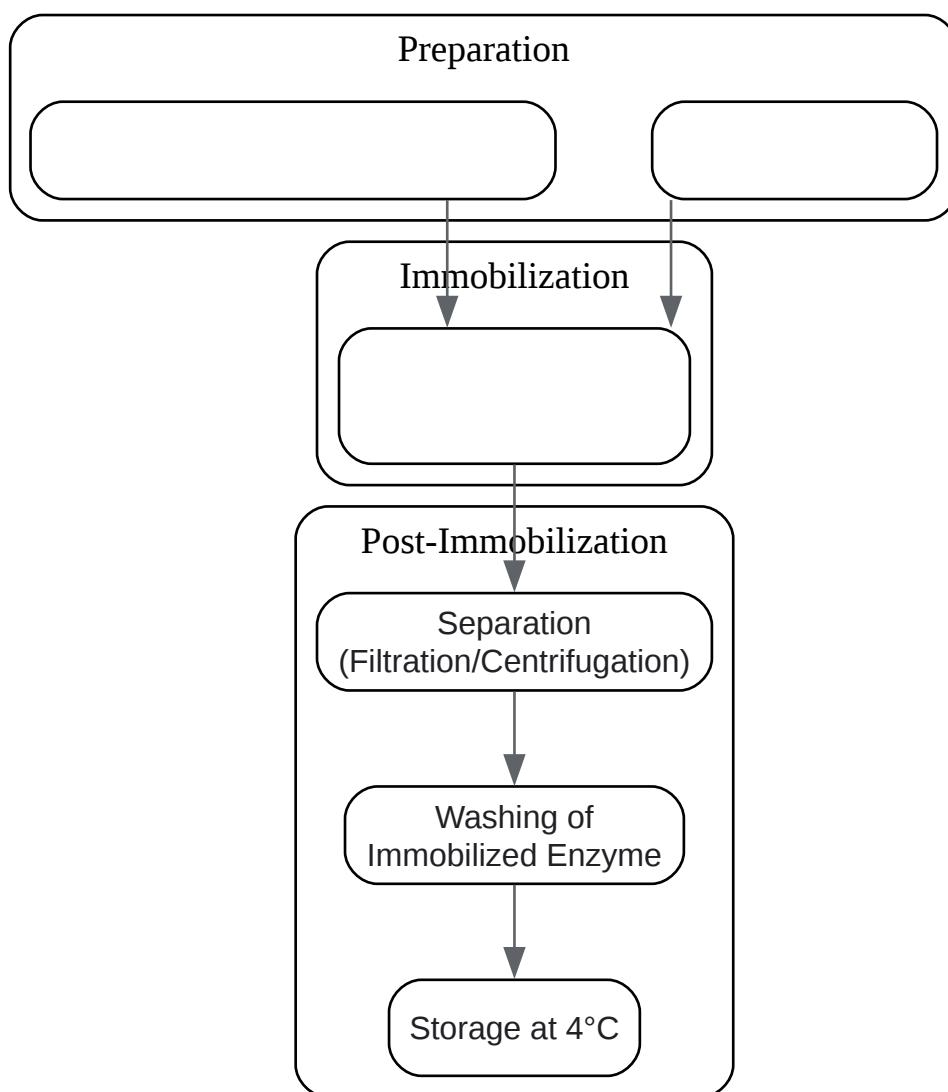 Preparation
Immobilization
Post-Immobilization
Separation
(Filtration/Centrifugation)
Washing of
Immobilized Enzyme
Storage at 4°C